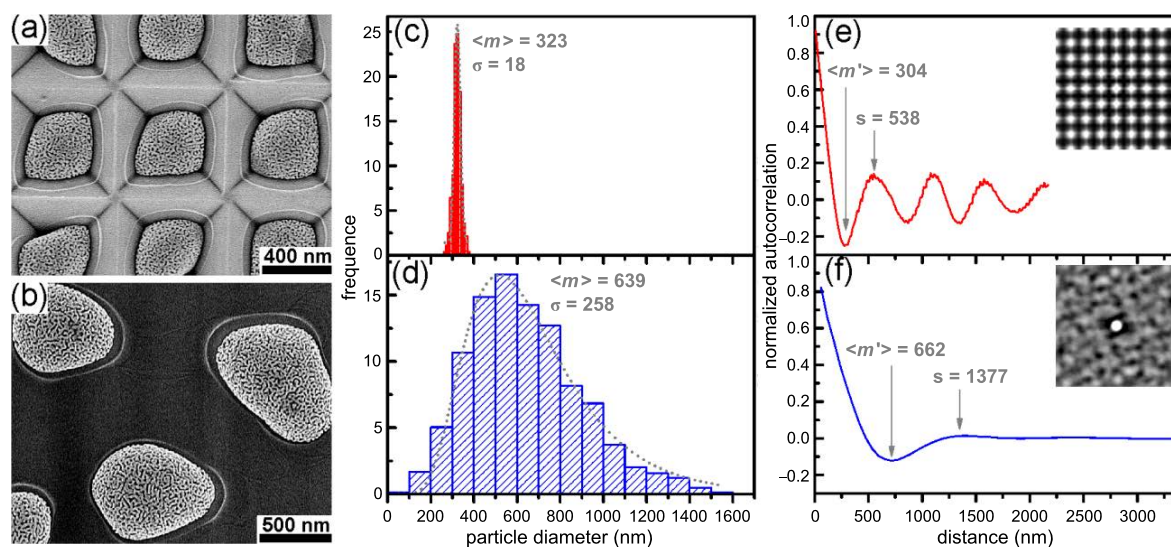 (a)
400 nm
(b)
500 nm
(c)
<m> = 323
σ = 18
25
20
15
10
5
0
frequence
(d)
<m> = 639
σ = 258
15
10
5
0
0 200 400 600 800 1000 1200 1400 1600
particle diameter (nm)
(e)
<m'> = 304
s = 538
1.0
0.8
0.6
0.4
0.2
0.0
–0.2
normalized autocorrelation
(f)
<m'> = 662
s = 1377
1.0
0.8
0.6
0.4
0.2
0.0
–0.2
0 500 1000 1500 2000 2500 3000
distance (nm)